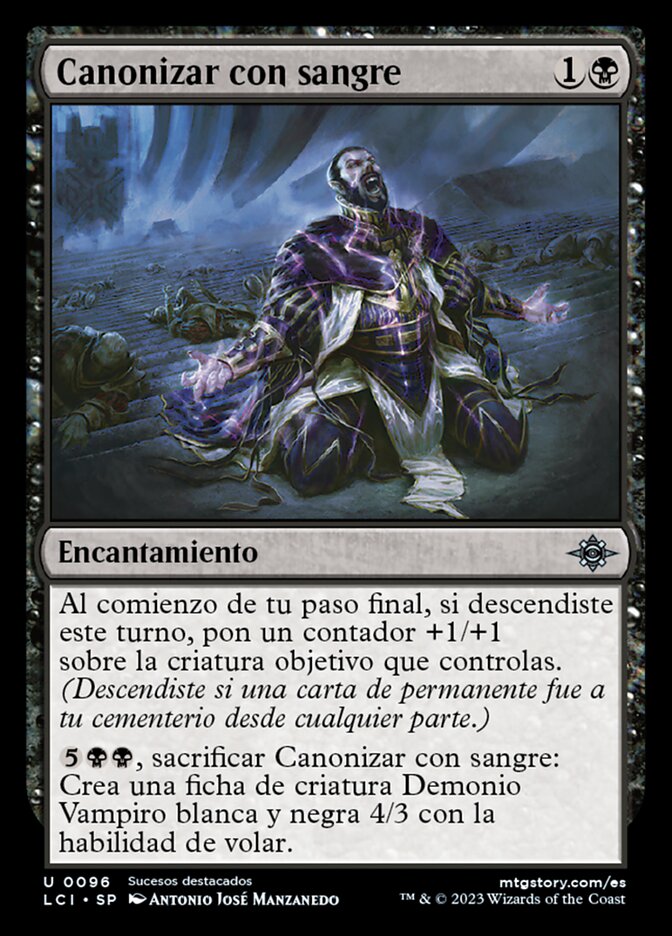 Canonizar con sangre 1
Encantamiento
Al comienzo de tu paso final, si descendiste
este turno, pon un contador +1/+1
sobre la criatura objetivo que controlas.
(Descendiste si una carta de permanente fue a
tu cementerio desde cualquier parte.)
5, sacrificar Canonizar con sangre:
Crea una ficha de criatura Demonio
Vampiro blanca y negra 4/3 con la
habilidad de volar.
U 0096 Sucesos destacados mtgstory.com/es
LCI • SP Antonio José Manzanedo ™ & © 2023 Wizards of the Coast